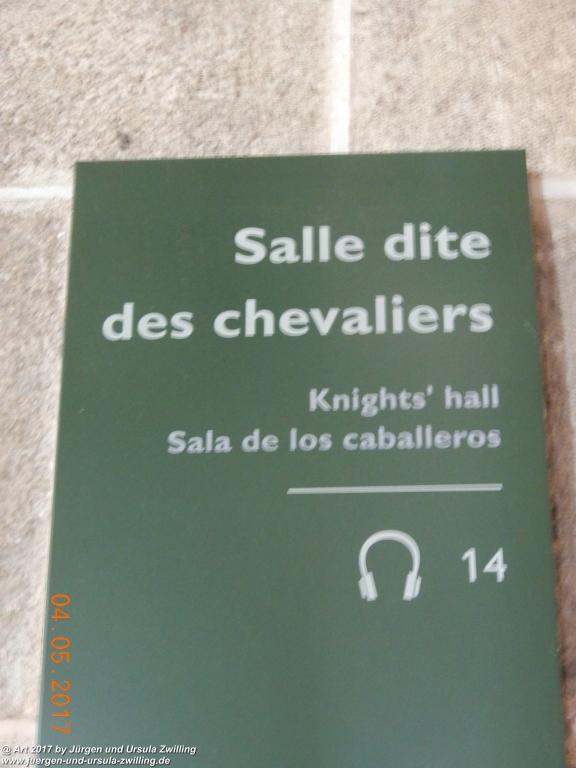 Salle dite
des chevaliers
Knights' hall
Sala de los caballeros
14
04.05.2017
@ Art 2017 by Jürgen und Ursula Zwilling
www.juergen-und-ursula-zwilling.de